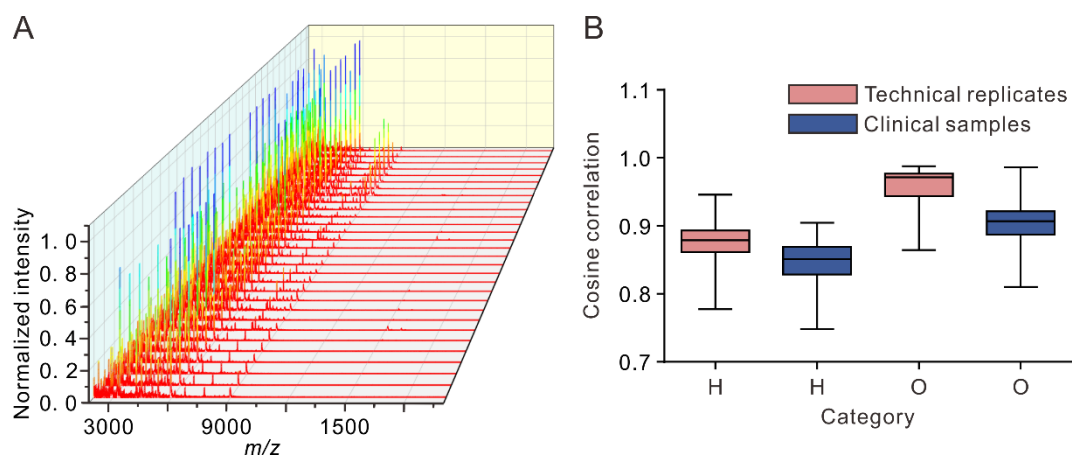 A
Normalized intensity
1.0
0.8
0.6
0.4
0.2
0.0
3000 9000 1500
m/z
B
Cosine correlation
1.1
1.0
0.9
0.8
0.7
Technical replicates
Clinical samples
H H O O
Category